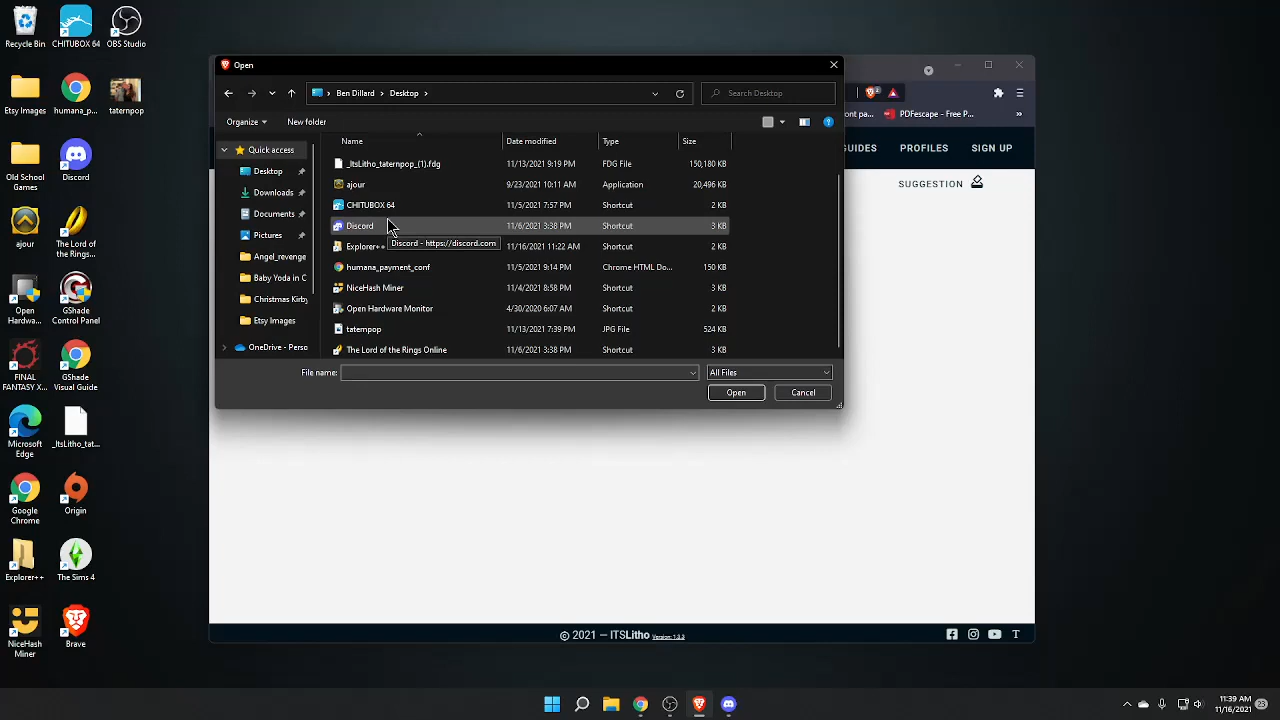 Recycle Bin
CHITUBOX 64
OBS Studio
Etsy Images
humana_p...
taternpop
Old School
Games
Discord
ajour
The Lord of
the Rings...
Open
Hardwa...
GShade
Control Panel
FINAL
FANTASY X...
GShade
Visual Guide
Microsoft
Edge
_ItsLitho_tat...
Google
Chrome
Origin
Explorer++
The Sims 4
NiceHash
Miner
Brave
Open
Ben Dillard > Desktop >
Search Desktop
Organize
New folder
Name
Date modified
Type
Size
Quick access
Desktop
Downloads
Documents
Pictures
Angel_revenge
Baby Yoda in C
Christmas Kirby
Etsy Images
OneDrive - Perso
_ItsLitho_taternpop_(1).fdg 11/13/2021 9:19 PM FDG File 150,180 KB
ajour 9/23/2021 10:11 AM Application 20,496 KB
CHITUBOX 64 11/5/2021 7:57 PM Shortcut 2 KB
Discord 11/6/2021 3:38 PM Shortcut 3 KB
Discord - https://discord.com
Explorer++ 11/16/2021 11:22 AM Shortcut 2 KB
humana_payment_conf 11/5/2021 9:14 PM Chrome HTML Do... 150 KB
NiceHash Miner 11/4/2021 8:58 PM Shortcut 3 KB
Open Hardware Monitor 4/30/2020 6:07 AM Shortcut 2 KB
taternpop 11/13/2021 7:39 PM JPG File 524 KB
The Lord of the Rings Online 11/6/2021 3:38 PM Shortcut 3 KB
File name:
All Files
Open
Cancel
ont pa...
PDFescape - Free P...
»
GUIDES
PROFILES
SIGN UP
SUGGESTION
© 2021 — ITSLitho Version: 1.9.3
11:39 AM
11/16/2021